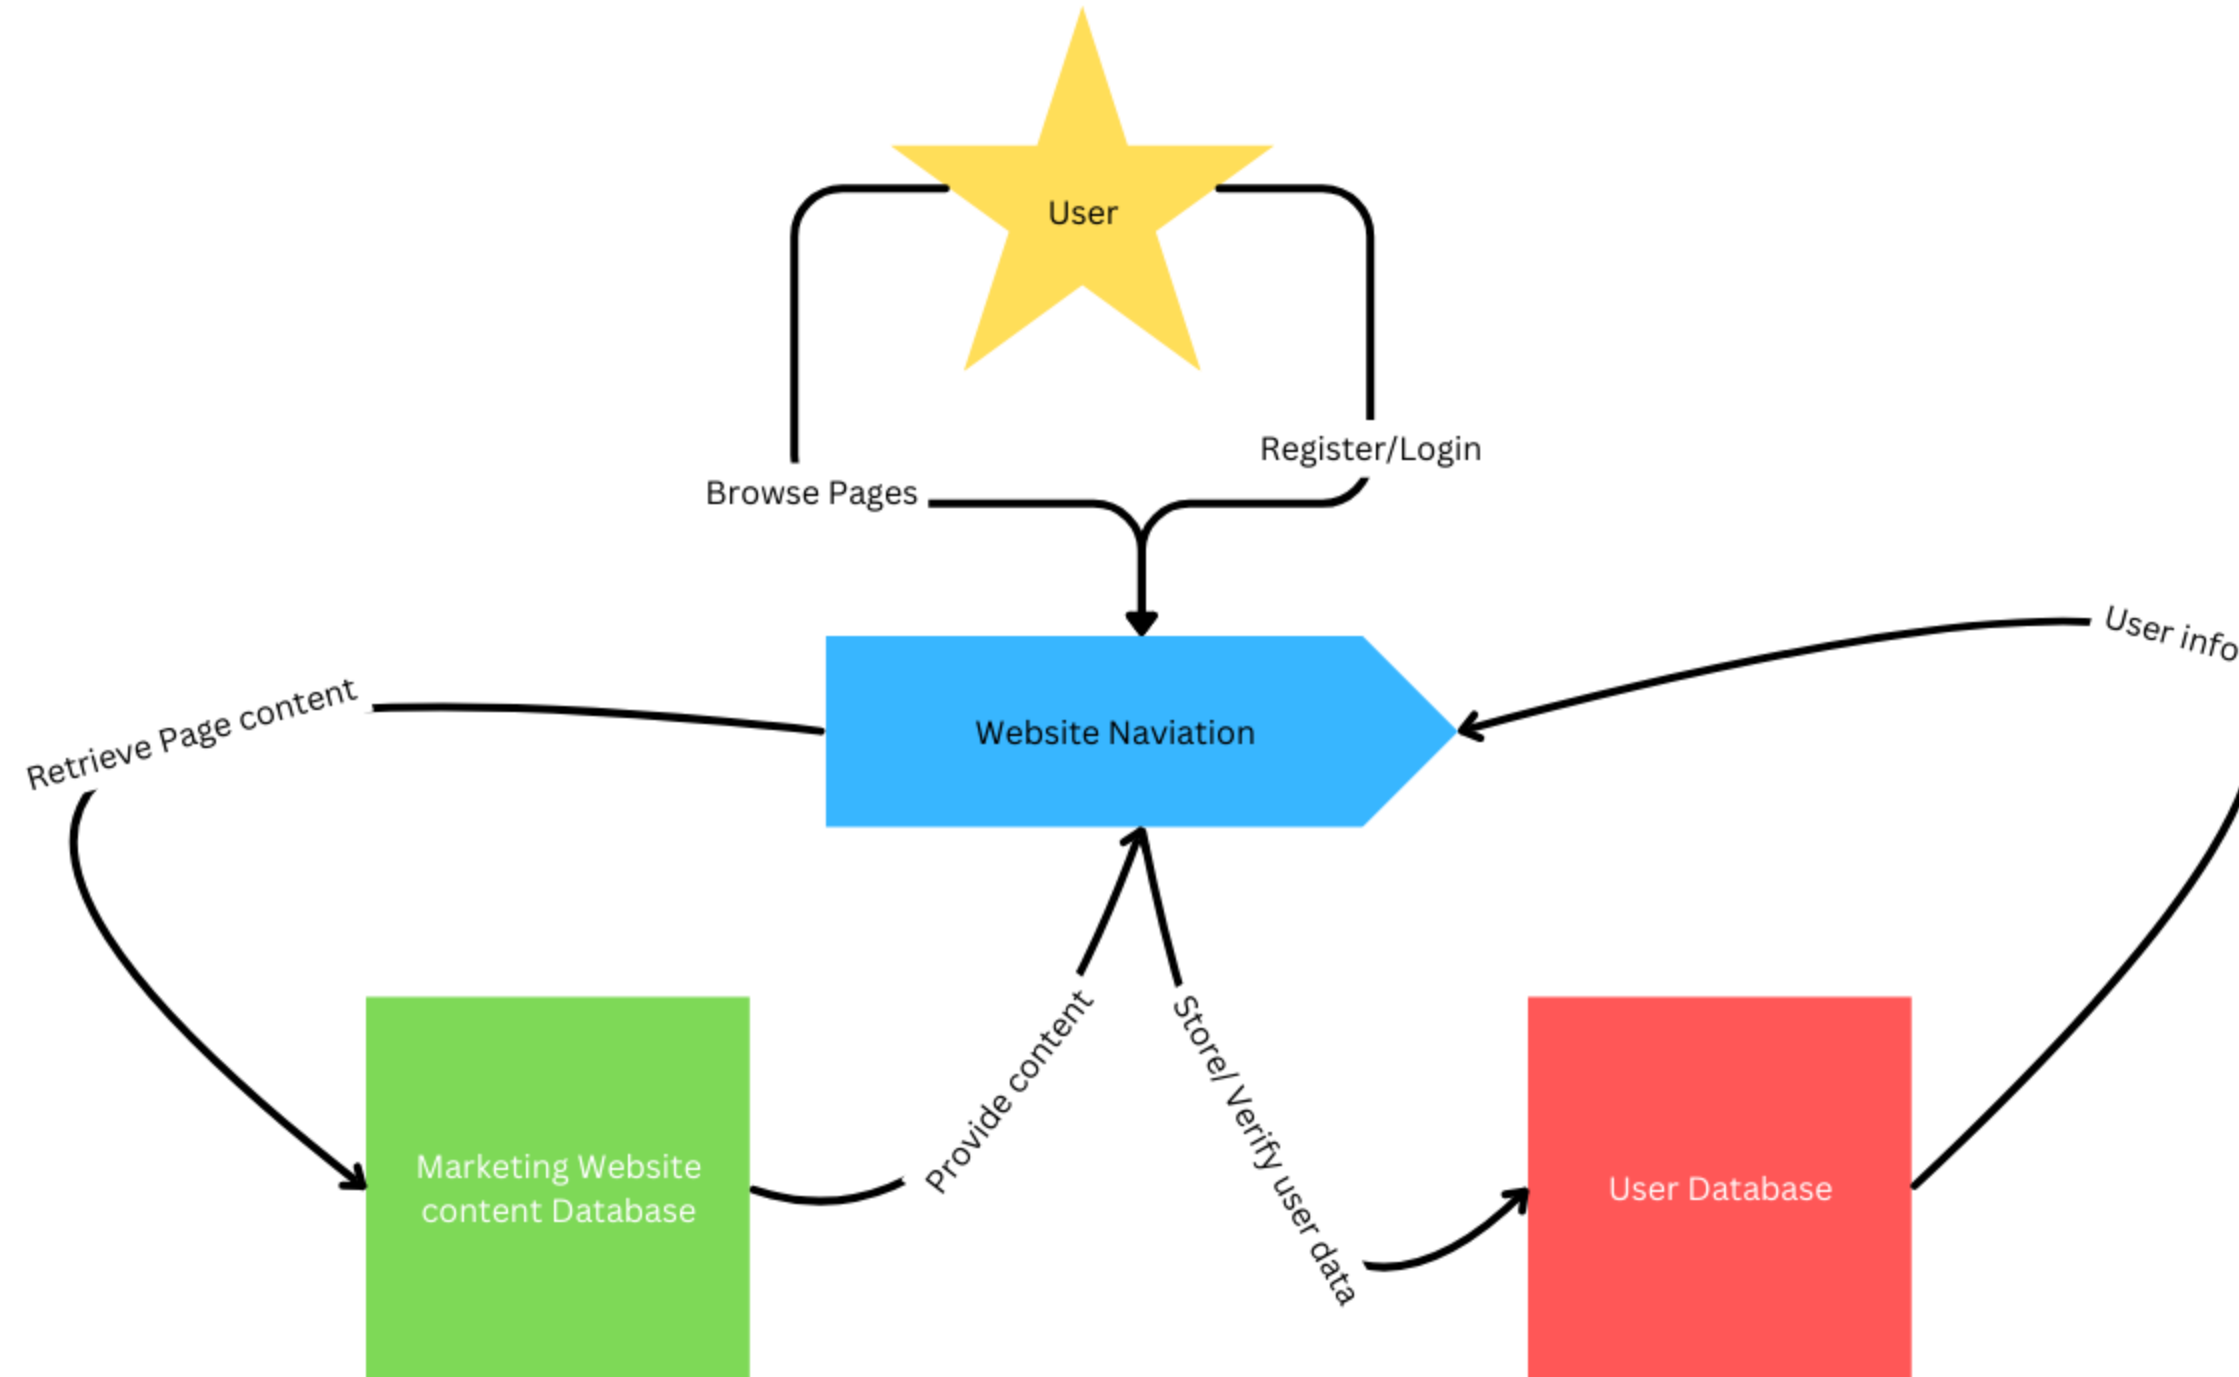 User
Register/Login
Browse Pages
User info
Retrieve Page content
Website Naviation
Provide content
Store/ Verify user data
Marketing Website
content Database
User Database